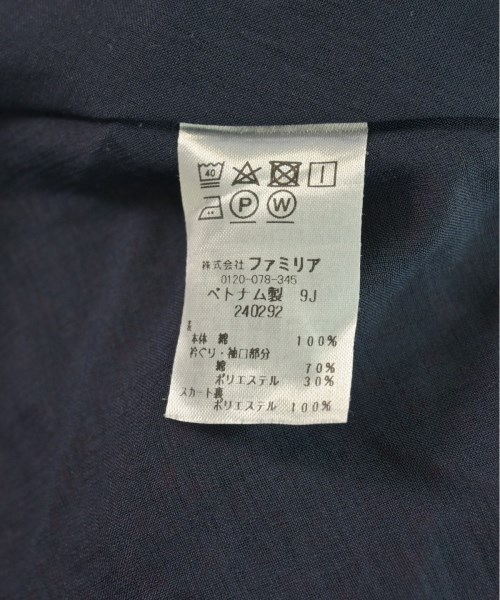 40
P W
株式会社 ファミリア
0120-078-345
ベトナム製 9J
240292
本体 綿 100%
衿ぐり・袖口部分
綿 70%
ポリエステル 30%
スカート裏
ポリエステル 100%